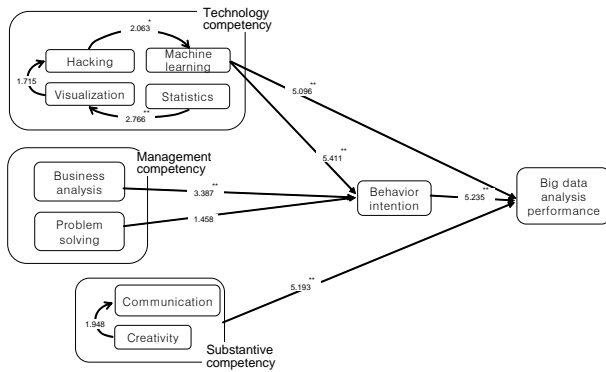 Technology
competency
2.063 *
Hacking
Machine
learning
1.715
Visualization
Statistics
2.766 **
5.096 **
5.411 **
Management
competency
Business
analysis
3.387 **
Problem
solving
1.458
Behavior
intention
5.235 **
Big data
analysis
performance
5.193 **
Communication
1.948
Creativity
Substantive
competency